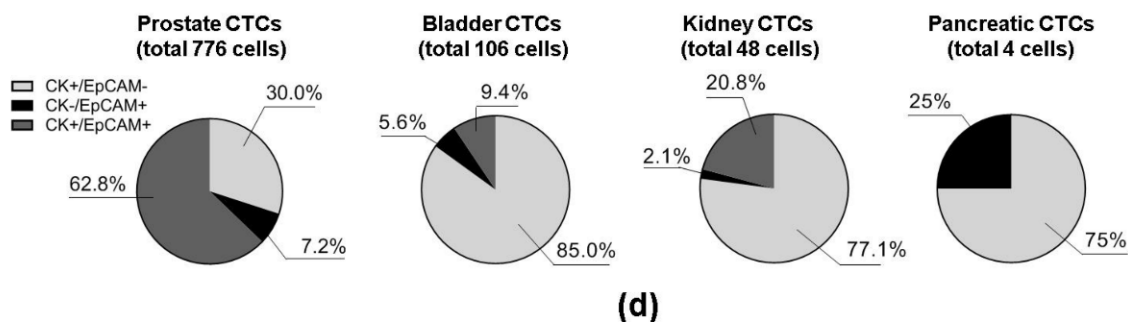 Prostate CTCs
(total 776 cells)
Bladder CTCs
(total 106 cells)
Kidney CTCs
(total 48 cells)
Pancreatic CTCs
(total 4 cells)
CK+/EpCAM-
CK-/EpCAM+
CK+/EpCAM+
30.0%
62.8%
7.2%
9.4%
5.6%
85.0%
20.8%
2.1%
77.1%
25%
75%
(d)